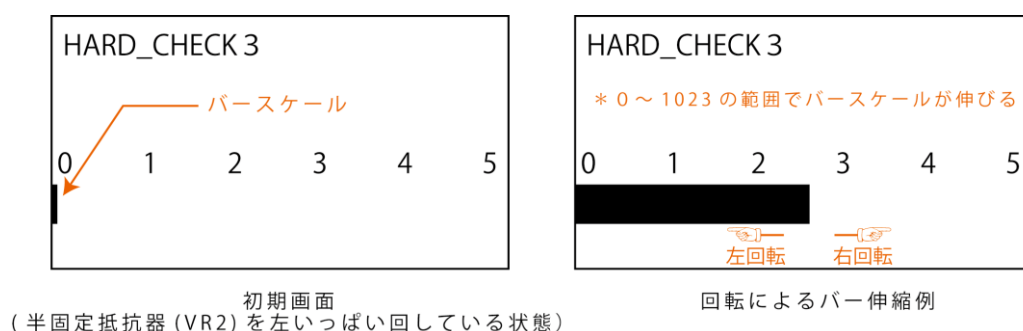 HARD_CHECK 3
バースケール
0 1 2 3 4 5
初期画面
(半固定抵抗器(VR2)を左いっぱい回している状態)
HARD_CHECK 3
＊0～1023の範囲でバースケールが伸びる
0 1 2 3 4 5
左回転 右回転
回転によるバー伸縮例